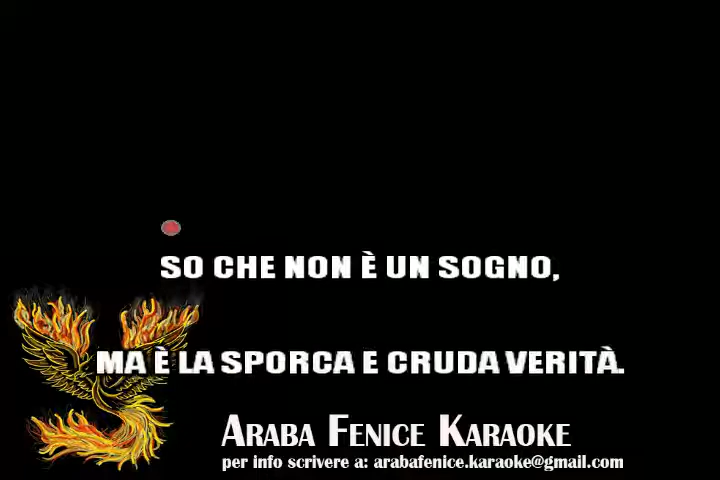 SO CHE NON È UN SOGNO,
MA È LA SPORCA E CRUDA VERITÀ.
ARABA FENICE KARAOKE
per info scrivere a: arabafenice.karaoke@gmail.com